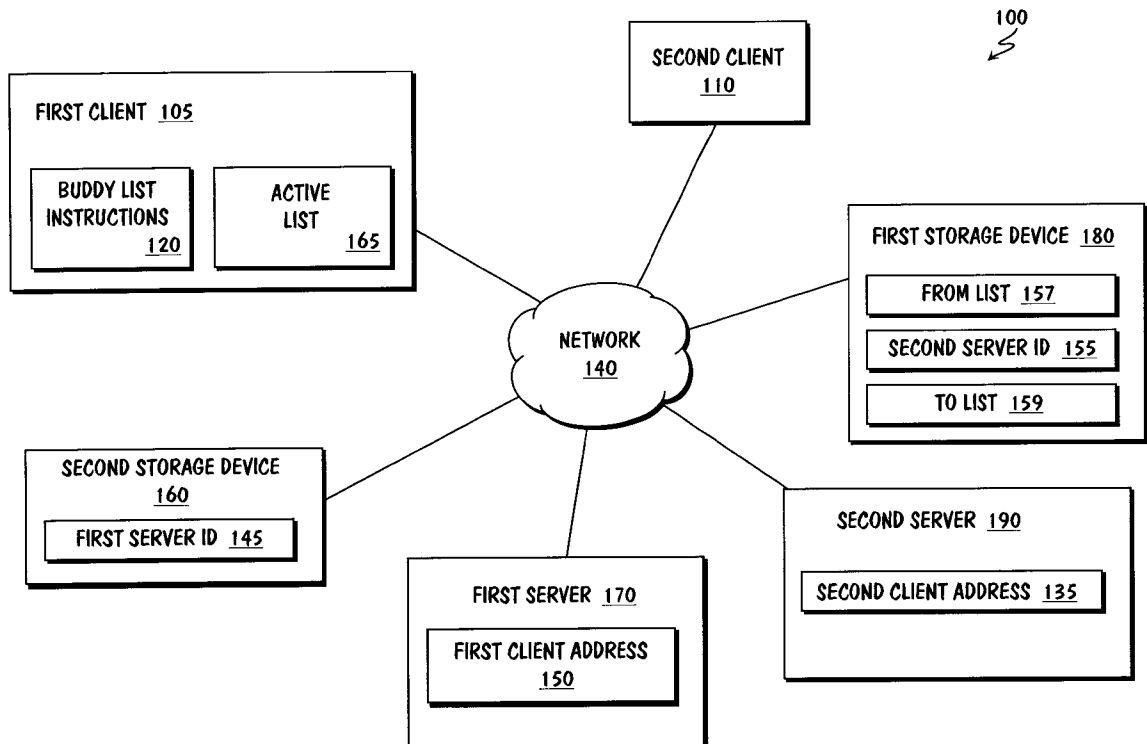 100
SECOND CLIENT
110
FIRST CLIENT 105
BUDDY LIST
INSTRUCTIONS
120
ACTIVE
LIST
165
FIRST STORAGE DEVICE 180
FROM LIST 157
SECOND SERVER ID 155
TO LIST 159
NETWORK
140
SECOND STORAGE DEVICE
160
FIRST SERVER ID 145
SECOND SERVER 190
SECOND CLIENT ADDRESS 135
FIRST SERVER 170
FIRST CLIENT ADDRESS
150